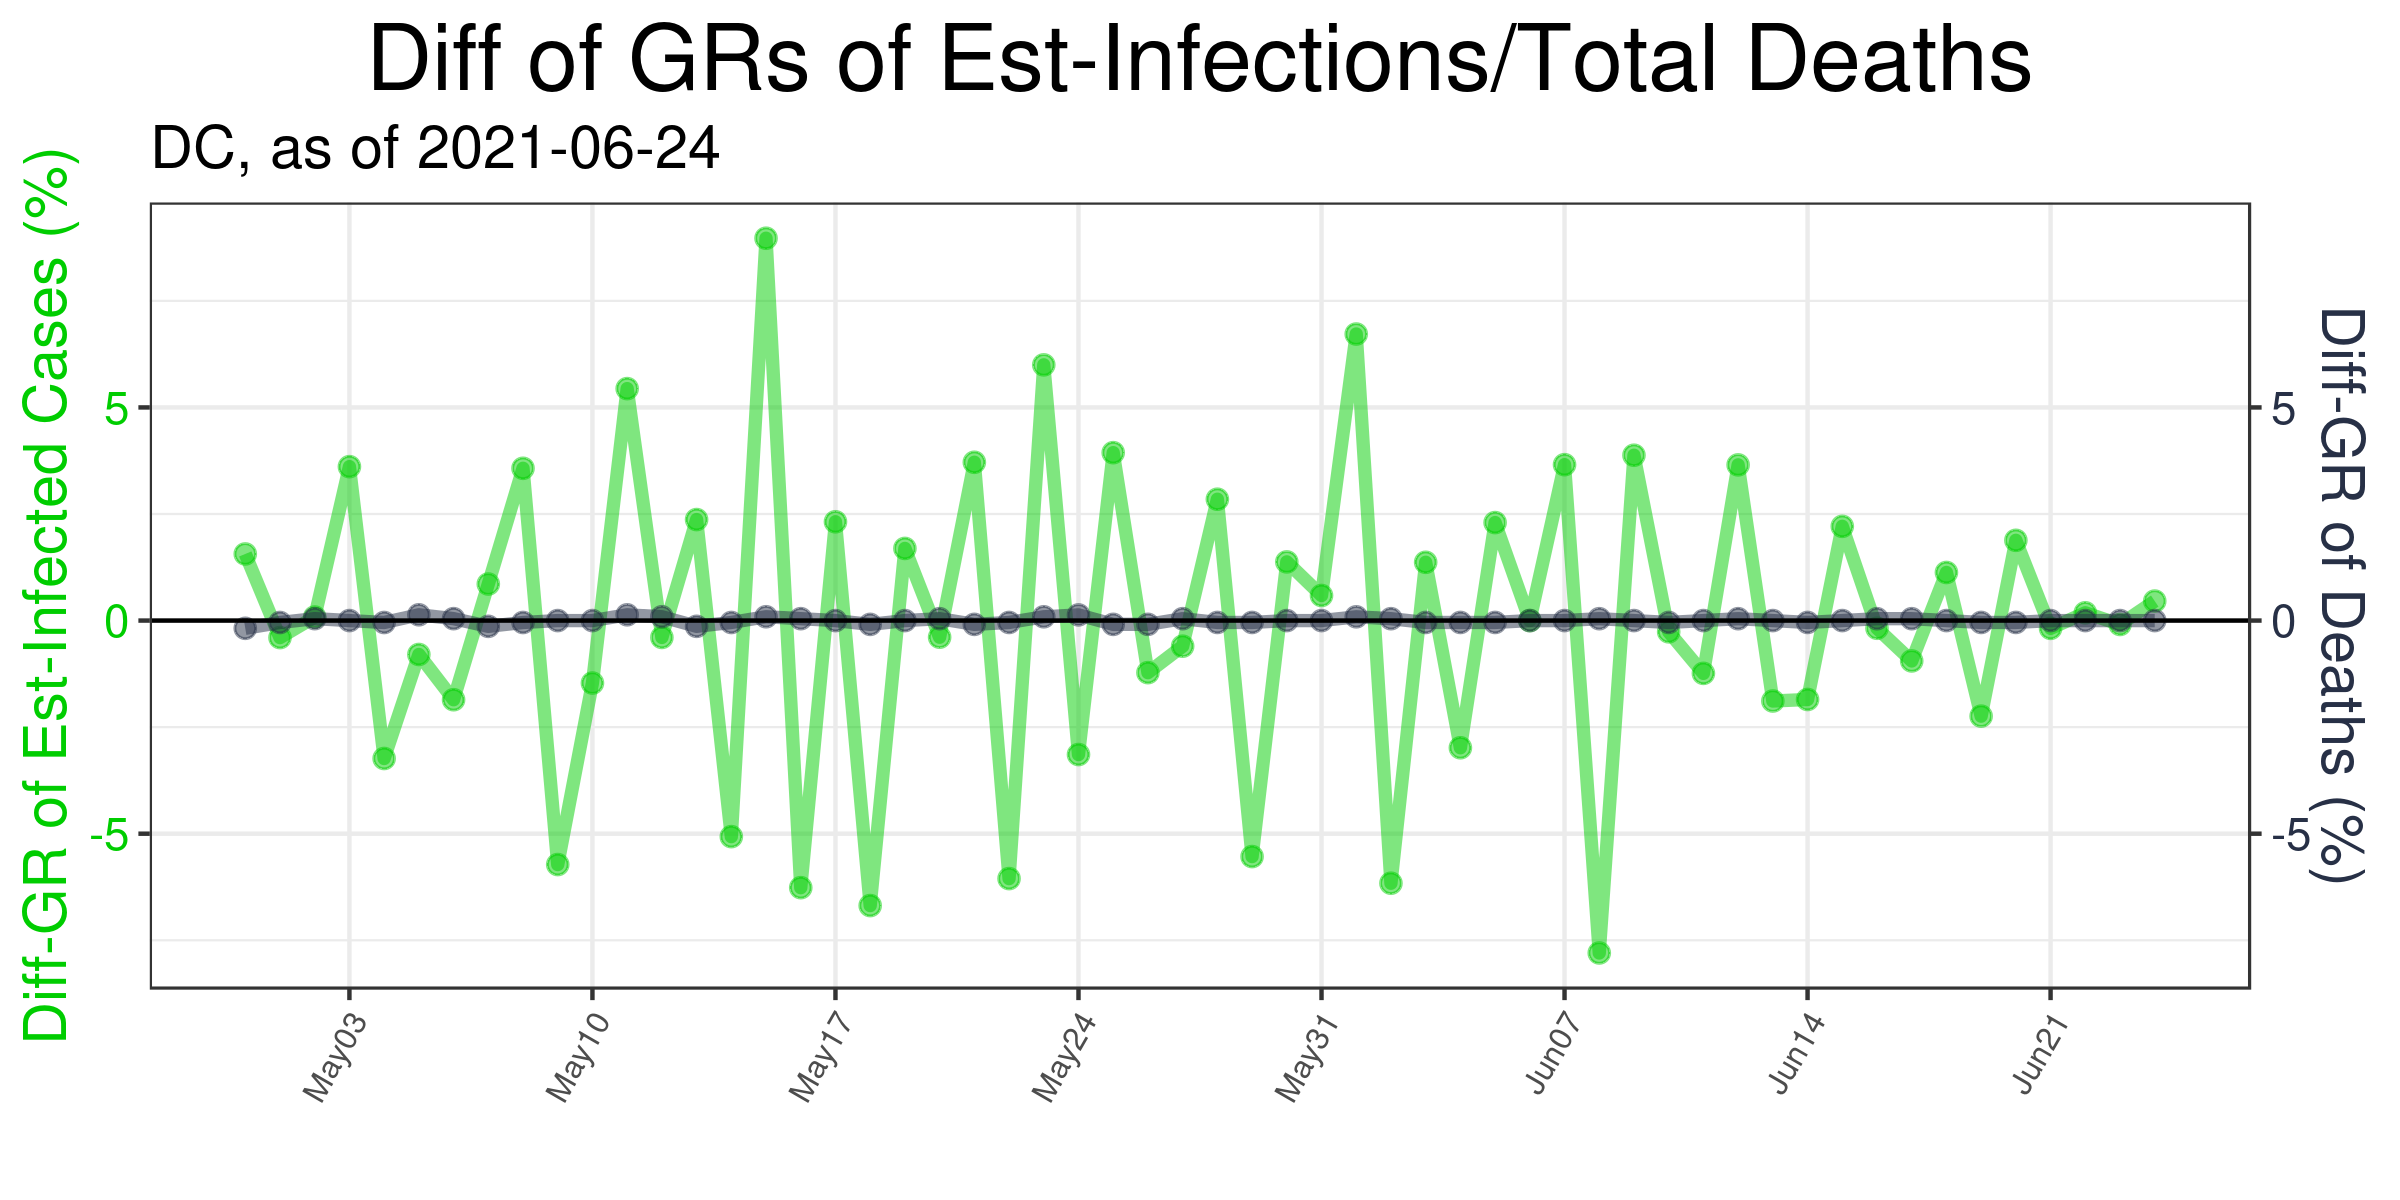 Diff of GRs of Est-Infections/Total Deaths
DC, as of 2021-06-24
Diff-GR of Est-Infected Cases (%)
5
0
-5
5
0
-5
Diff-GR of Deaths (%)
May03
May10
May17
May24
May31
Jun07
Jun14
Jun21